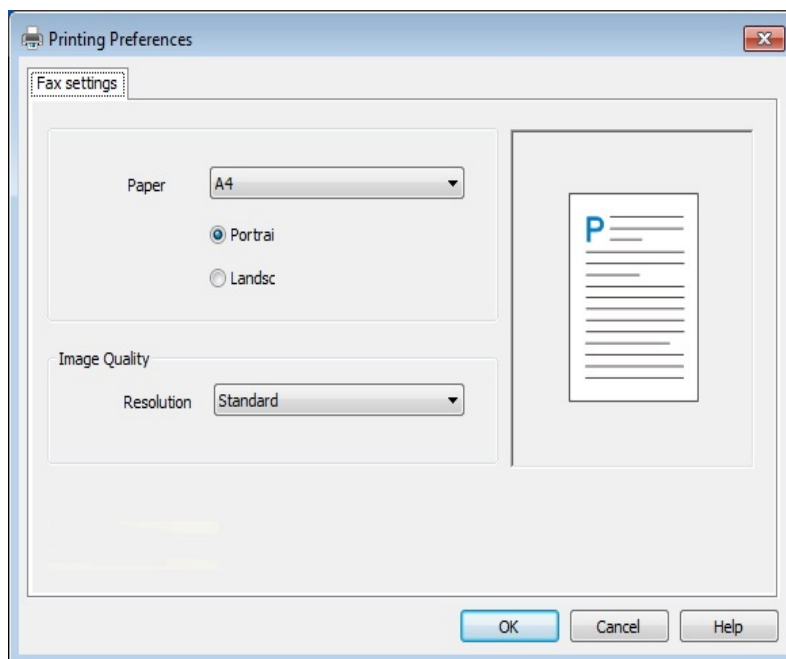 Printing Preferences
Fax settings
Paper A4
Portrai
Landsc
P
Image Quality
Resolution Standard
OK Cancel Help